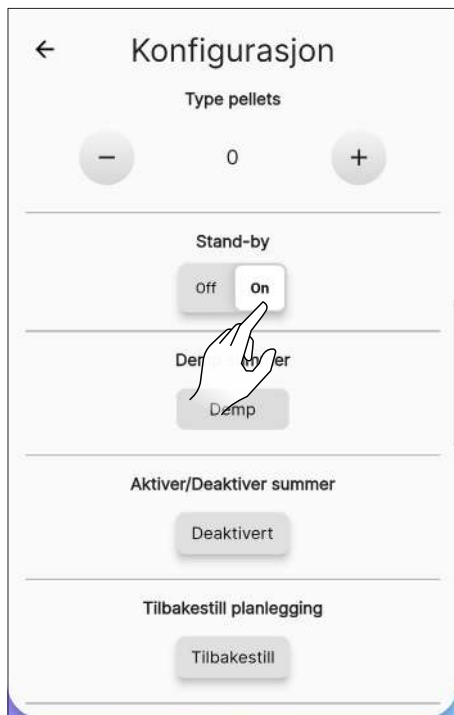 Konfigurasjon
Type pellets
0
Stand-by
Off On
Demp
Aktiver/Deaktiver summer
Deaktivert
Tilbakestill planlegging
Tilbakestill